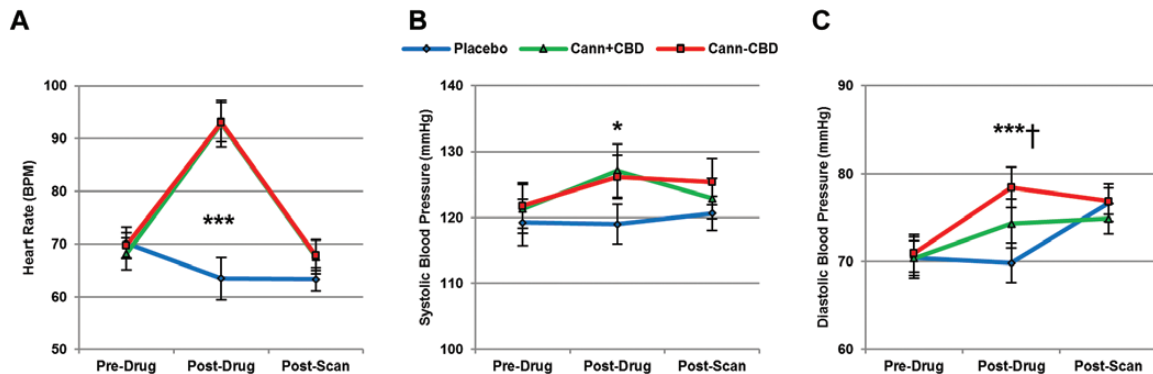 A
B
C
Placebo Cann+CBD Cann-CBD
Heart Rate (BPM)
100
90
80
70
60
50
***
Pre-Drug Post-Drug Post-Scan
Systolic Blood Pressure (mmHg)
140
130
120
110
100
*
Pre-Drug Post-Drug Post-Scan
Diastolic Blood Pressure (mmHg)
90
80
70
60
***†
Pre-Drug Post-Drug Post-Scan